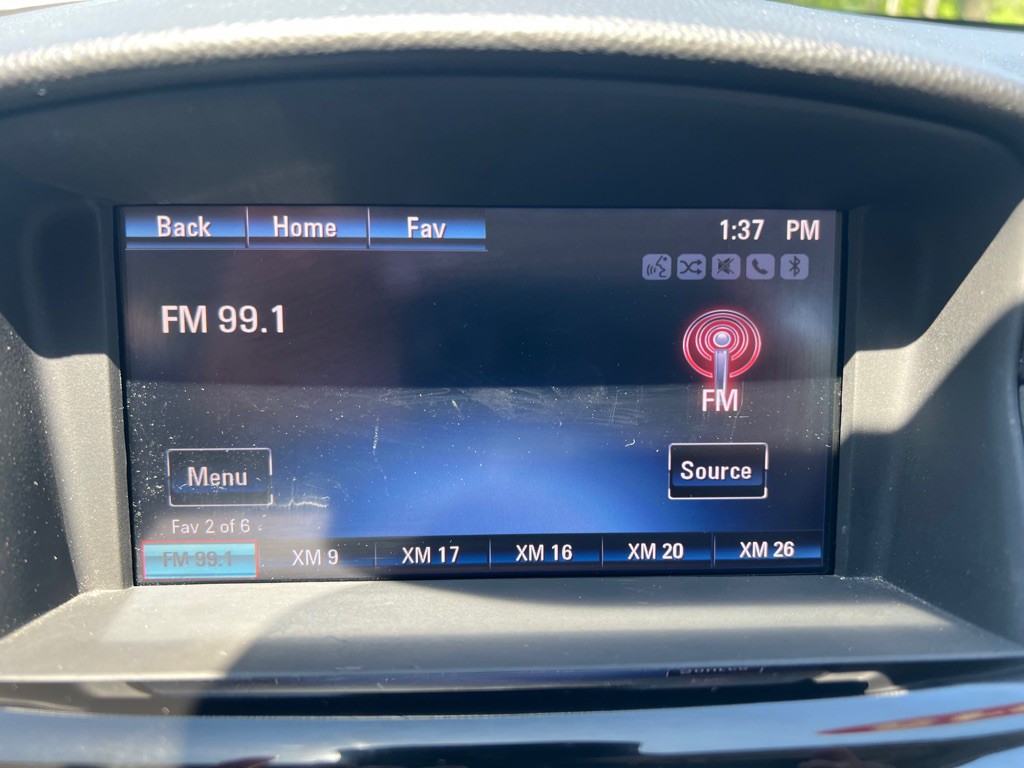 Back Home Fav 1:37 PM
FM 99.1
FM
Menu Source
Fav 2 of 6
FM 99.1 XM 9 XM 17 XM 16 XM 20 XM 26
Source